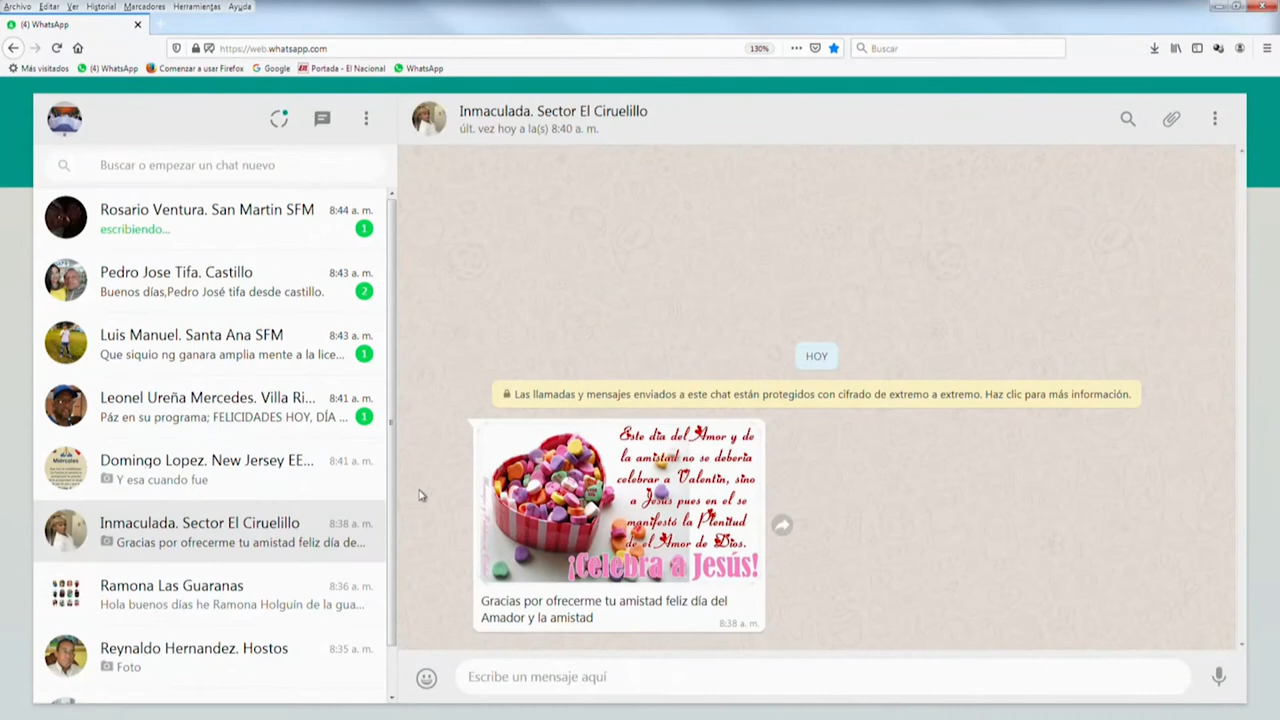 Archivo Editar Ver Historial Marcadores Herramientas Ayuda
(4) WhatsApp
https://web.whatsapp.com
130%
Buscar
Más visitados
(4) WhatsApp
Comenzar a usar Firefox
Google
Portada - El Nacional
WhatsApp
Buscar o empezar un chat nuevo
Rosario Ventura. San Martin SFM
8:44 a. m.
escribiendo...
1
Pedro Jose Tifa. Castillo
8:43 a. m.
Buenos días,Pedro José tifa desde castillo.
2
Luis Manuel. Santa Ana SFM
8:43 a. m.
Que siquio ng ganara amplia mente a la lice...
1
Leonel Ureña Mercedes. Villa Ri...
8:41 a. m.
Páz en su programa; FELICIDADES HOY, DÍA ...
1
Domingo Lopez. New Jersey EE...
8:41 a. m.
Y esa cuando fue
Inmaculada. Sector El Ciruelillo
8:38 a. m.
Gracias por ofrecerme tu amistad feliz día de...
Ramona Las Guaranas
8:36 a. m.
Hola buenos días he Ramona Holguín de la gua...
Reynaldo Hernandez. Hostos
8:35 a. m.
Foto
Inmaculada. Sector El Ciruelillo
últ. vez hoy a la(s) 8:40 a. m.
HOY
Las llamadas y mensajes enviados a este chat están protegidos con cifrado de extremo a extremo. Haz clic para más información.
Este dia del Amor y de
la amistad no se deberia
celebrar a Valentin, sino
a Jesús pues en el se
manifestó la Plenitud
de el Amor de Dios.
¡Celebra a Jesús!
Gracias por ofrecerme tu amistad feliz día del
Amador y la amistad
8:38 a. m.
Escribe un mensaje aquí